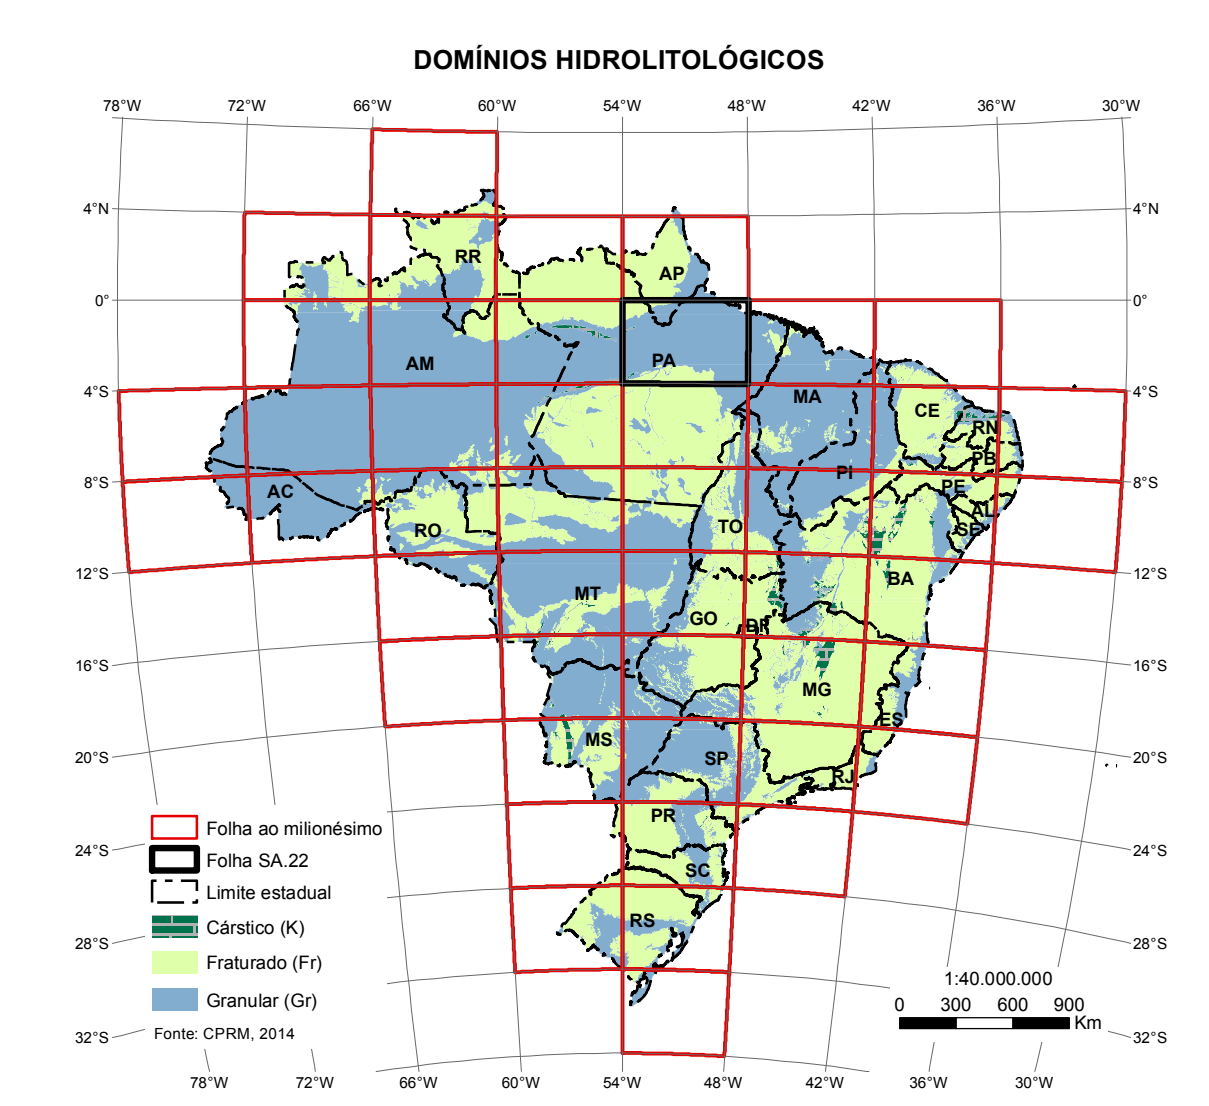 DOMÍNIOS HIDROLITOLÓGICOS
78°W 72°W 66°W 60°W 54°W 48°W 42°W 36°W 30°W
4°N 4°N
RR
AP
0° 0°
AM PA
4°S MA 4°S
CE
RN
PB
PI
8°S AC PE 8°S
AL
RO TO SE
12°S BA 12°S
MT
GO DF
16°S 16°S
MG
ES
MS
20°S SP 20°S
RJ
PR
Folha ao milionésimo
24°S 24°S
Folha SA.22
SC
Limite estadual
RS
Cárstico (K)
28°S 28°S
Fraturado (Fr)
1:40.000.000
Granular (Gr)
0 300 600 900
Km
Fonte: CPRM, 2014
32°S 32°S
78°W 72°W 66°W 60°W 54°W 48°W 42°W 36°W 30°W